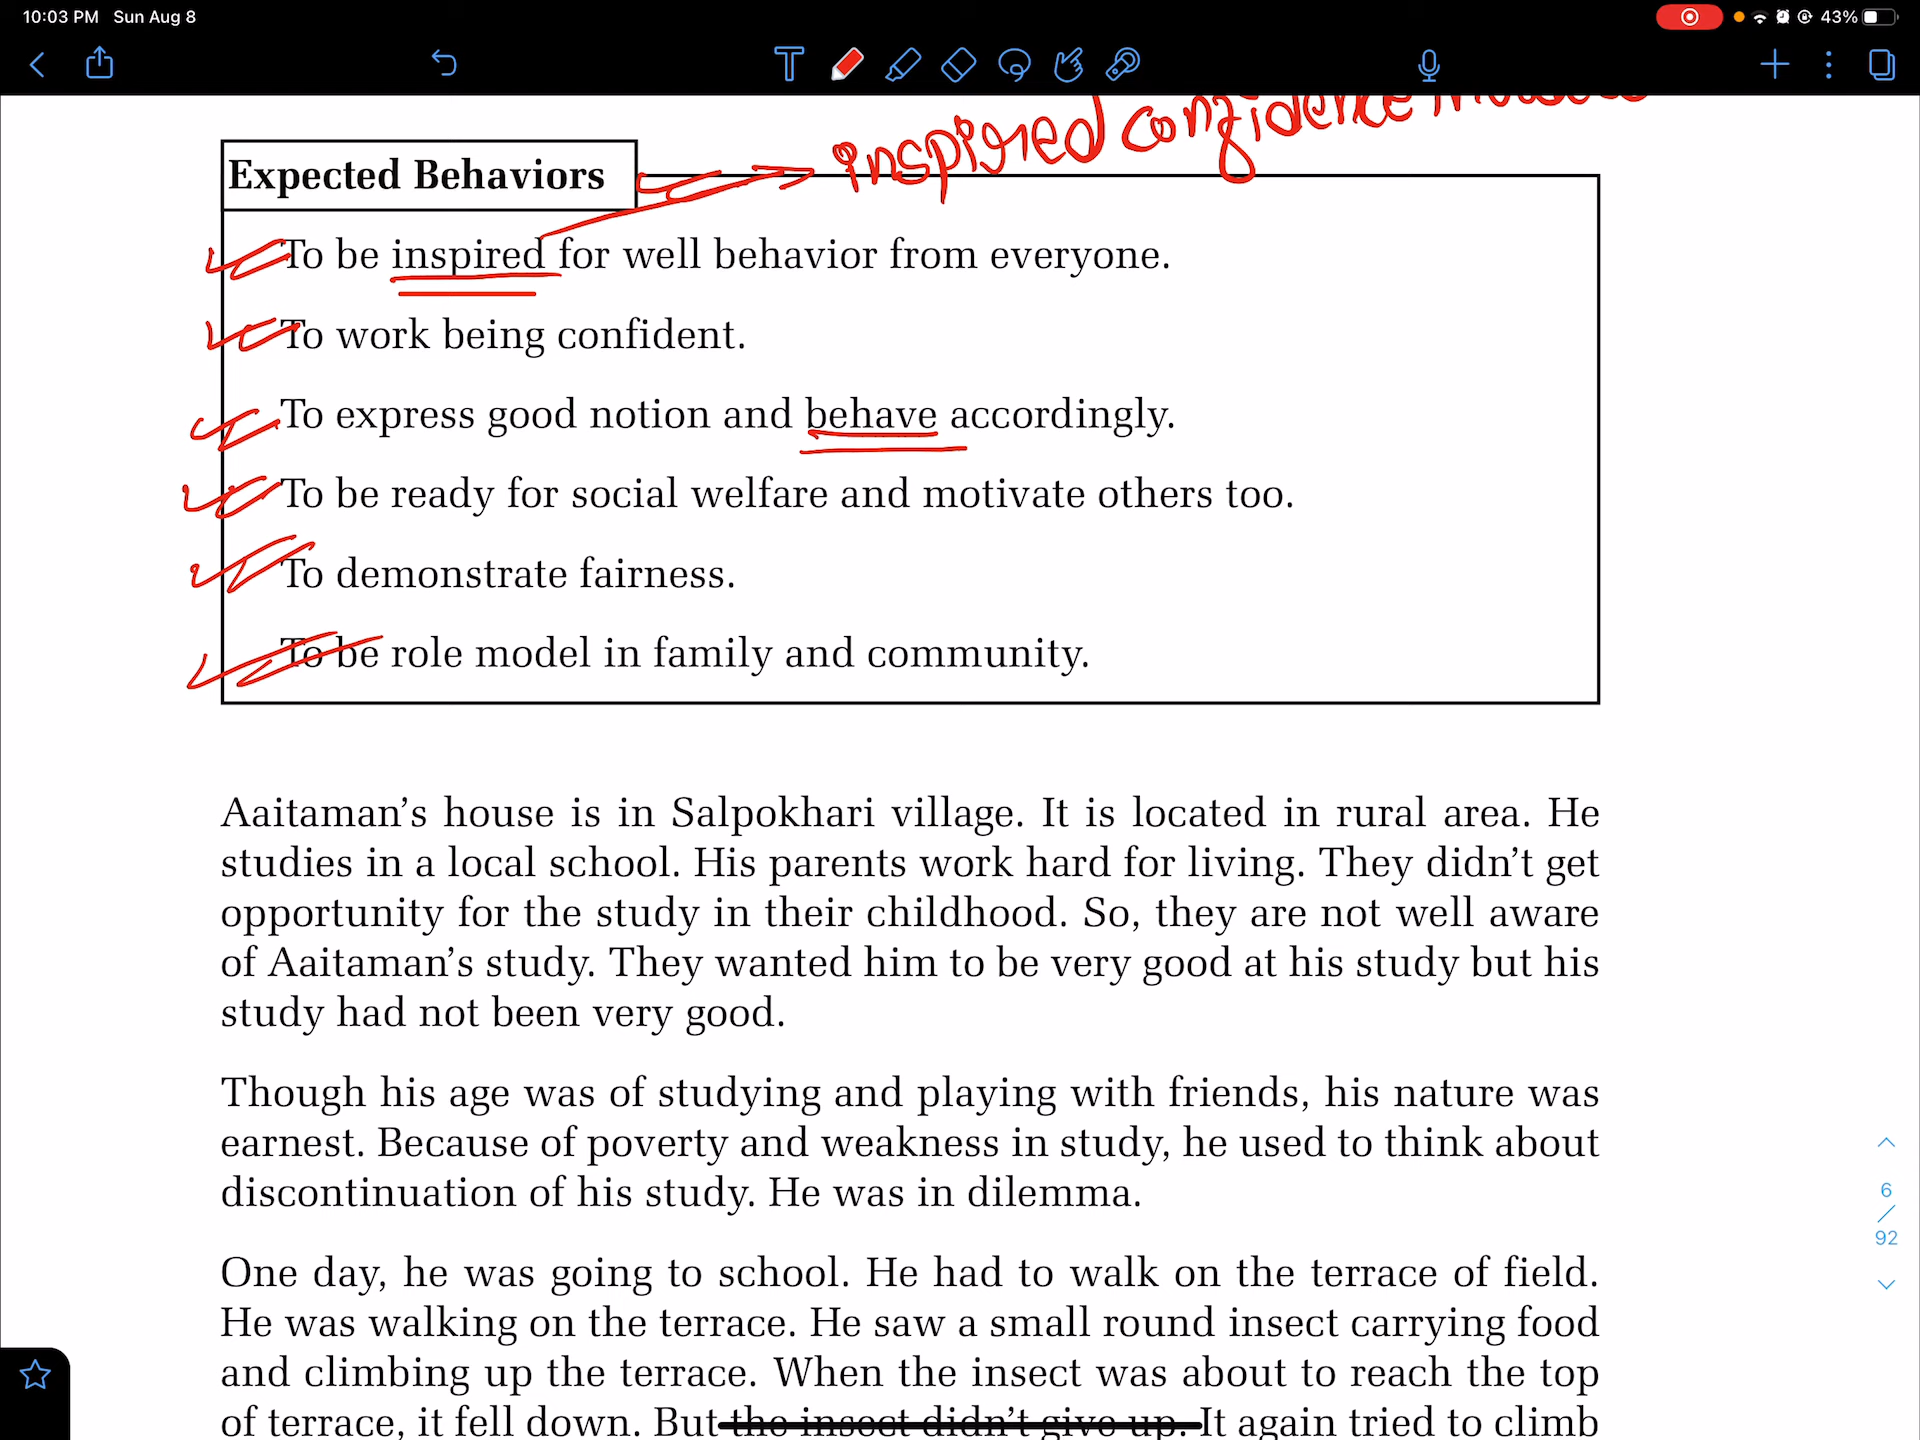 10:03 PM Sun Aug 8
43%
inspired confidence
Expected Behaviors
To be inspired for well behavior from everyone.
To work being confident.
To express good notion and behave accordingly.
To be ready for social welfare and motivate others too.
To demonstrate fairness.
To be role model in family and community.
Aaitaman’s house is in Salpokhari village. It is located in rural area. He
studies in a local school. His parents work hard for living. They didn’t get
opportunity for the study in their childhood. So, they are not well aware
of Aaitaman’s study. They wanted him to be very good at his study but his
study had not been very good.
Though his age was of studying and playing with friends, his nature was
earnest. Because of poverty and weakness in study, he used to think about
discontinuation of his study. He was in dilemma.
One day, he was going to school. He had to walk on the terrace of field.
He was walking on the terrace. He saw a small round insect carrying food
and climbing up the terrace. When the insect was about to reach the top
of terrace, it fell down. But the insect didn’t give up. It again tried to climb
6
/
92